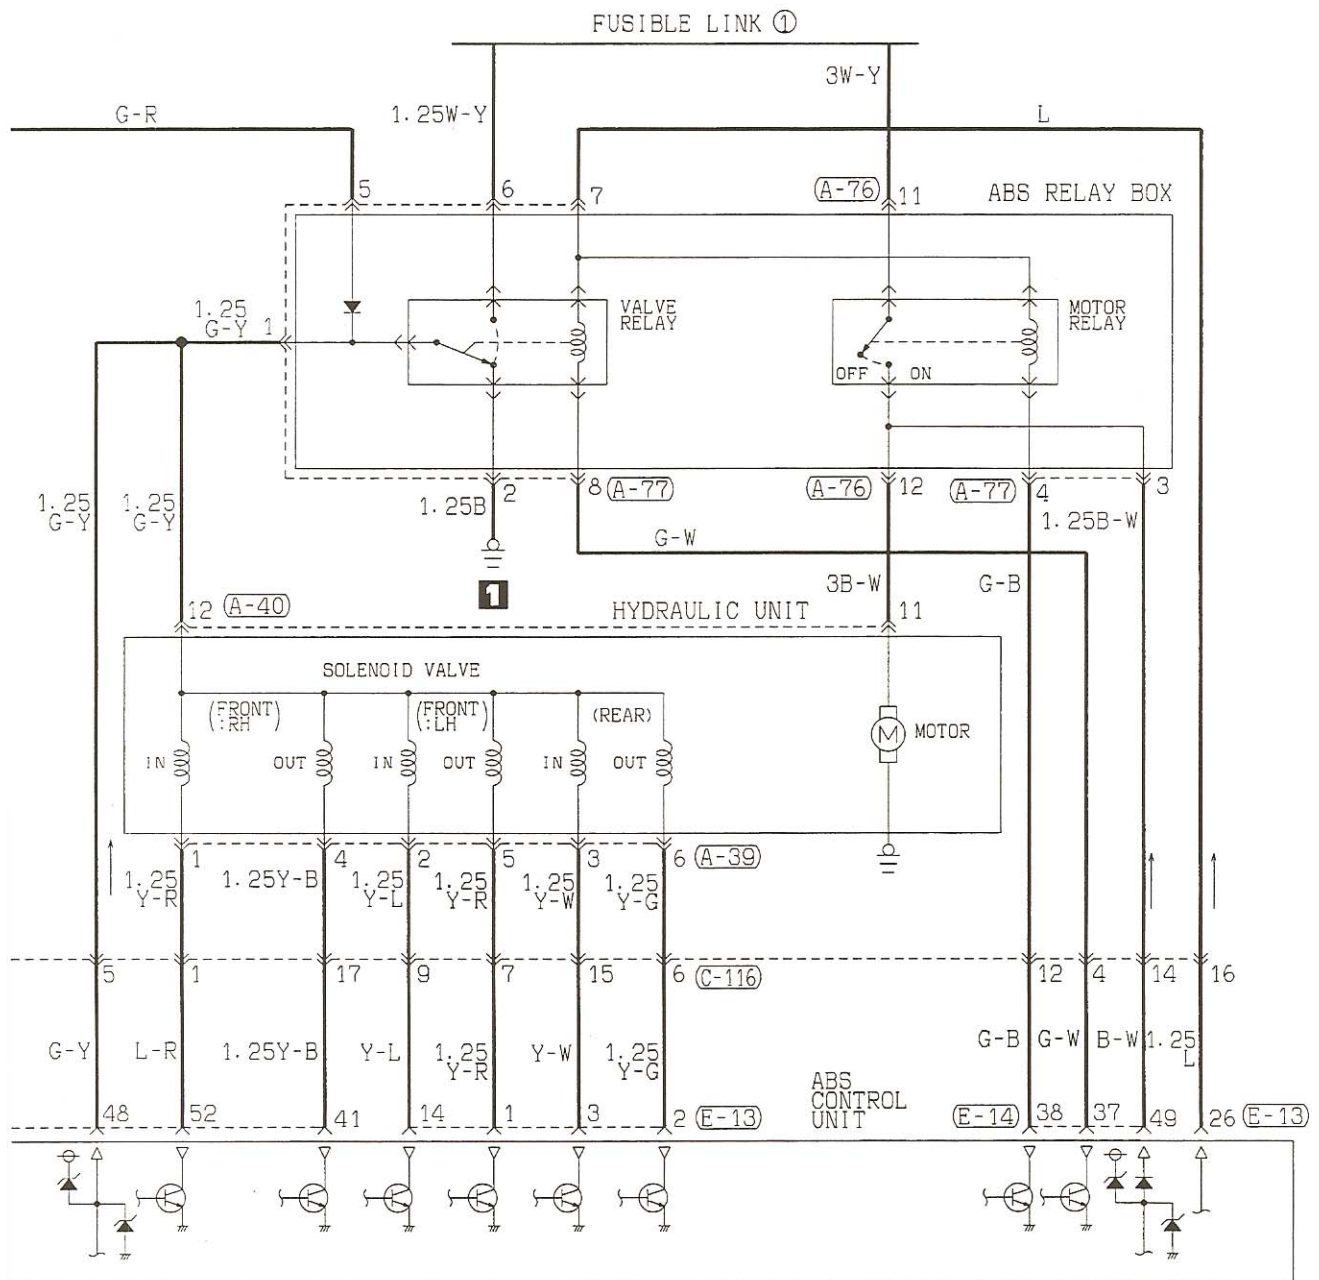 FUSIBLE LINK ①
3W-Y
G-R
1.25W-Y
L
5
6
7
A-76
11
ABS RELAY BOX
1.25
G-Y
1
VALVE
RELAY
MOTOR
RELAY
OFF
ON
1.25
G-Y
1.25
G-Y
1.25B
2
8
A-77
A-76
12
A-77
4
3
1.25B-W
G-W
3B-W
G-B
1
12
A-40
HYDRAULIC UNIT
11
SOLENOID VALVE
(FRONT
:RH)
(FRONT
:LH)
(REAR)
IN
OUT
IN
OUT
IN
OUT
M
MOTOR
1
4
2
5
3
6
A-39
1.25
Y-R
1.25Y-B
1.25
Y-L
1.25
Y-R
1.25
Y-W
1.25
Y-G
5
1
17
9
7
15
6
C-116
12
4
14
16
G-Y
L-R
1.25Y-B
Y-L
1.25
Y-R
Y-W
1.25
Y-G
G-B
G-W
B-W
1.25
L
ABS
CONTROL
UNIT
48
52
41
14
1
3
2
E-13
E-14
38
37
49
26
E-13